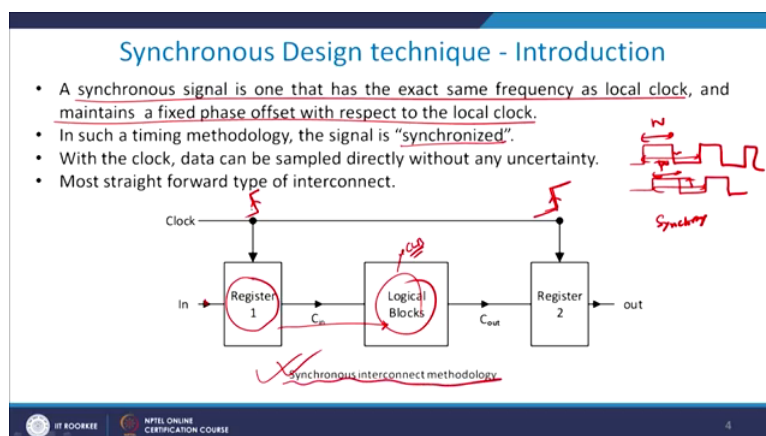 Synchronous Design technique - Introduction
• A synchronous signal is one that has the exact same frequency as local clock, and
maintains a fixed phase offset with respect to the local clock.
• In such a timing methodology, the signal is “synchronized”.
• With the clock, data can be sampled directly without any uncertainty.
• Most straight forward type of interconnect.
Clock
In
Register
1
Cin
Logical
Blocks
Cout
Register
2
out
Synchronous interconnect methodology
IIT ROORKEE
NPTEL ONLINE
CERTIFICATION COURSE
4